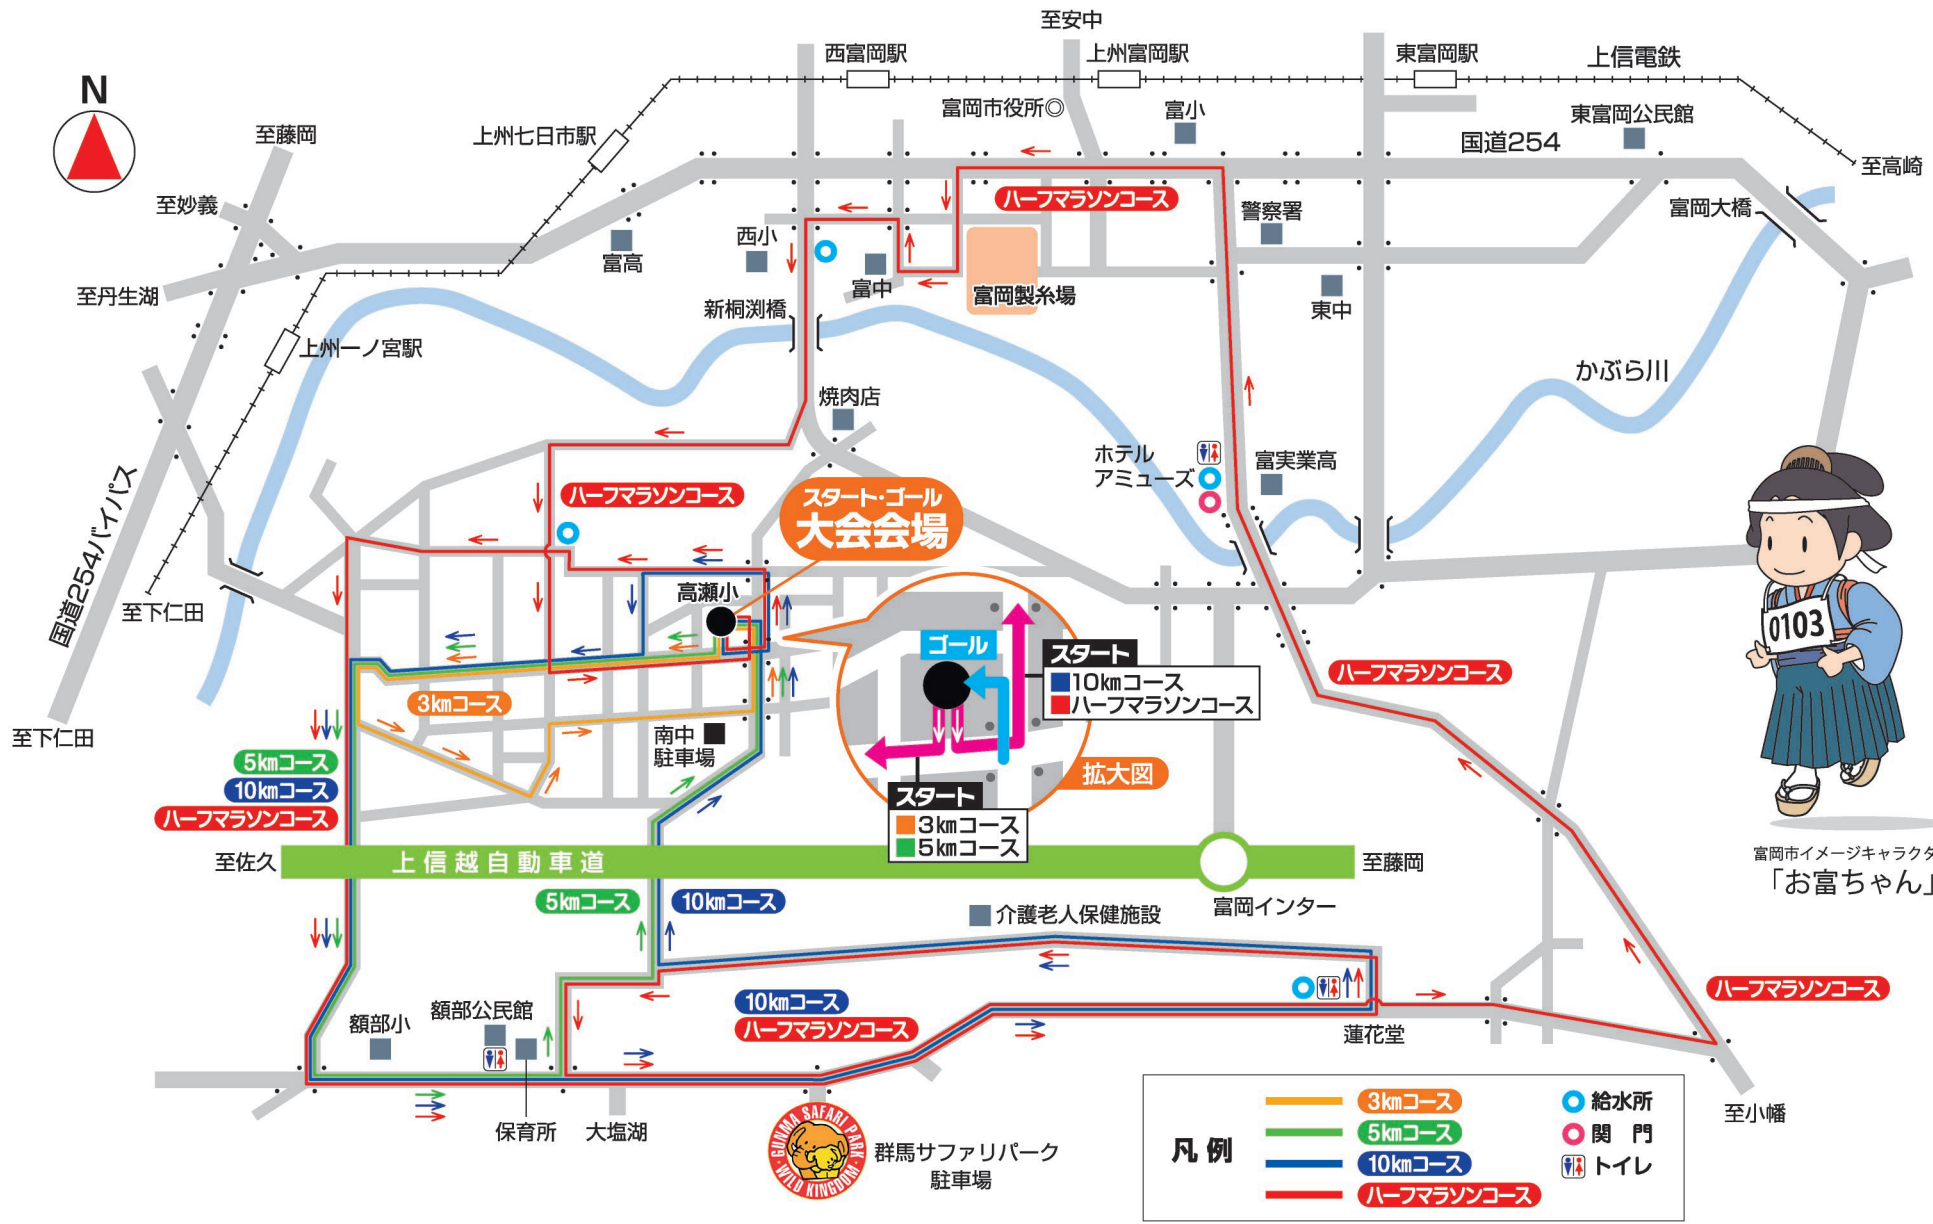 至安中
西富岡駅
上州富岡駅
東富岡駅
上信電鉄
N
至藤岡
上州七日市駅
富岡市役所◎
富小
東富岡公民館
国道254
至高崎
至妙義
ハーフマラソンコース
警察署
富岡大橋
西小
富高
富中
富岡製糸場
東中
至丹生湖
新桐渕橋
上州一ノ宮駅
かぶら川
焼肉店
ホテル
アミューズ
富実業高
国道254バイパス
ハーフマラソンコース
スタート・ゴール
大会会場
高瀬小
至下仁田
0103
ゴール
スタート
10kmコース
ハーフマラソンコース
ハーフマラソンコース
3kmコース
南中
駐車場
至下仁田
5kmコース
10kmコース
ハーフマラソンコース
拡大図
スタート
3kmコース
5kmコース
至佐久
上信越自動車道
至藤岡
富岡市イメージキャラクタ
「お富ちゃん」
5kmコース
10kmコース
富岡インター
介護老人保健施設
ハーフマラソンコース
10kmコース
ハーフマラソンコース
額部公民館
額部小
蓮花堂
保育所
大塩湖
GUNMA SAFARI PARK
WILD KINGDOM
群馬サファリパーク
駐車場
至小幡
凡例
3kmコース
5kmコース
10kmコース
ハーフマラソンコース
給水所
関門
トイレ